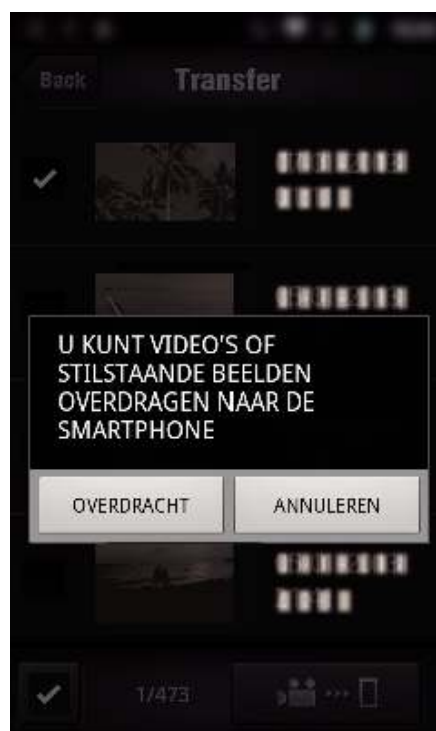 Back
Transfer
U KUNT VIDEO'S OF
STILSTAANDE BEELDEN
OVERDRAGEN NAAR DE
SMARTPHONE
OVERDRACHT
ANNULEREN
1/473